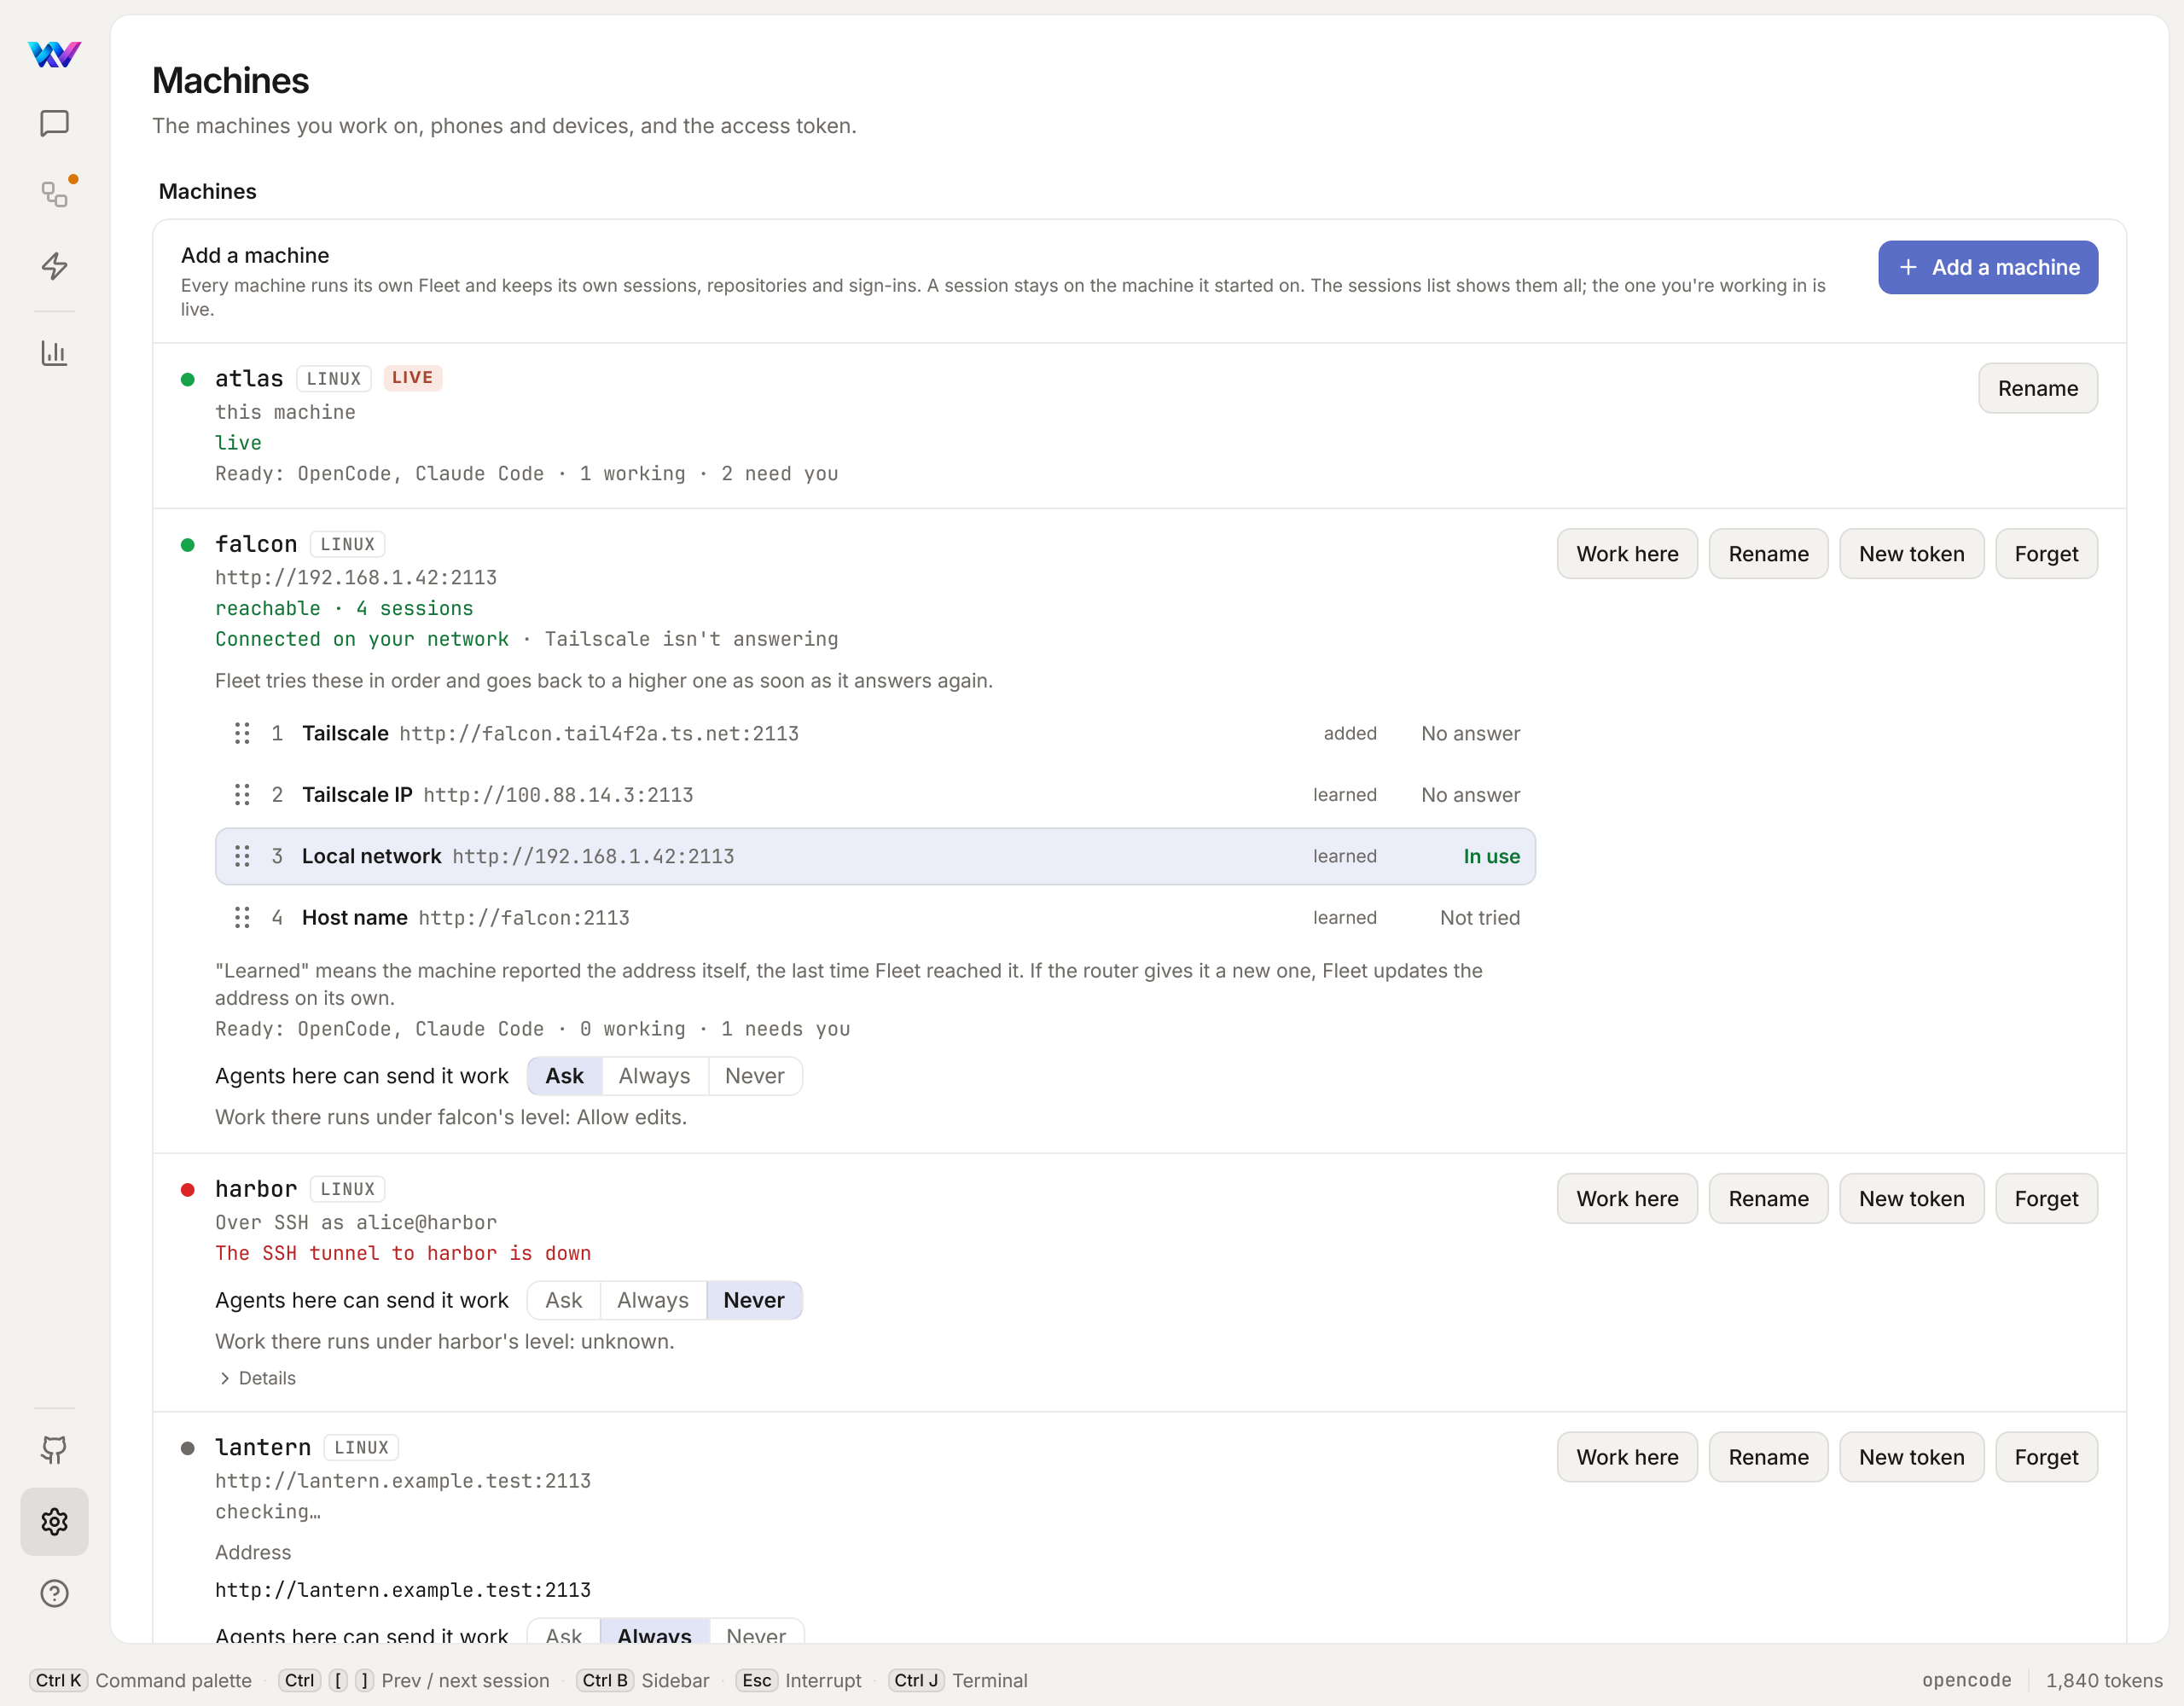 Machines
The machines you work on, phones and devices, and the access token.
Machines
Add a machine
Every machine runs its own Fleet and keeps its own sessions, repositories and sign-ins. A session stays on the machine it started on. The sessions list shows them all; the one you're working in is
live.
+ Add a machine
atlas LINUX LIVE
this machine
live
Ready: OpenCode, Claude Code · 1 working · 2 need you
Rename
falcon LINUX
Work here Rename New token Forget
http://192.168.1.42:2113
reachable · 4 sessions
Connected on your network · Tailscale isn't answering
Fleet tries these in order and goes back to a higher one as soon as it answers again.
1 Tailscale http://falcon.tail4f2a.ts.net:2113 added No answer
2 Tailscale IP http://100.88.14.3:2113 learned No answer
3 Local network http://192.168.1.42:2113 learned In use
4 Host name http://falcon:2113 learned Not tried
"Learned" means the machine reported the address itself, the last time Fleet reached it. If the router gives it a new one, Fleet updates the
address on its own.
Ready: OpenCode, Claude Code · 0 working · 1 needs you
Agents here can send it work Ask Always Never
Work there runs under falcon's level: Allow edits.
harbor LINUX
Work here Rename New token Forget
Over SSH as alice@harbor
The SSH tunnel to harbor is down
Agents here can send it work Ask Always Never
Work there runs under harbor's level: unknown.
Details
lantern LINUX
Work here Rename New token Forget
http://lantern.example.test:2113
checking…
Address
http://lantern.example.test:2113
Agents here can send it work Ask Always Never
Ctrl K Command palette · Ctrl [ ] Prev / next session · Ctrl B Sidebar · Esc Interrupt · Ctrl J Terminal
opencode 1,840 tokens